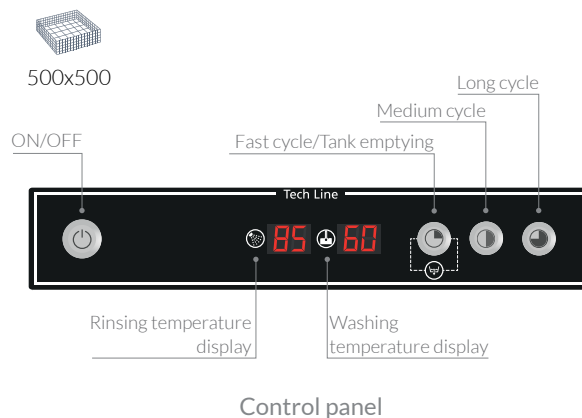 500x500
Long cycle
Medium cycle
ON/OFF
Fast cycle/Tank emptying
Tech Line
85
60
Rinsing temperature
display
Washing
temperature display
Control panel